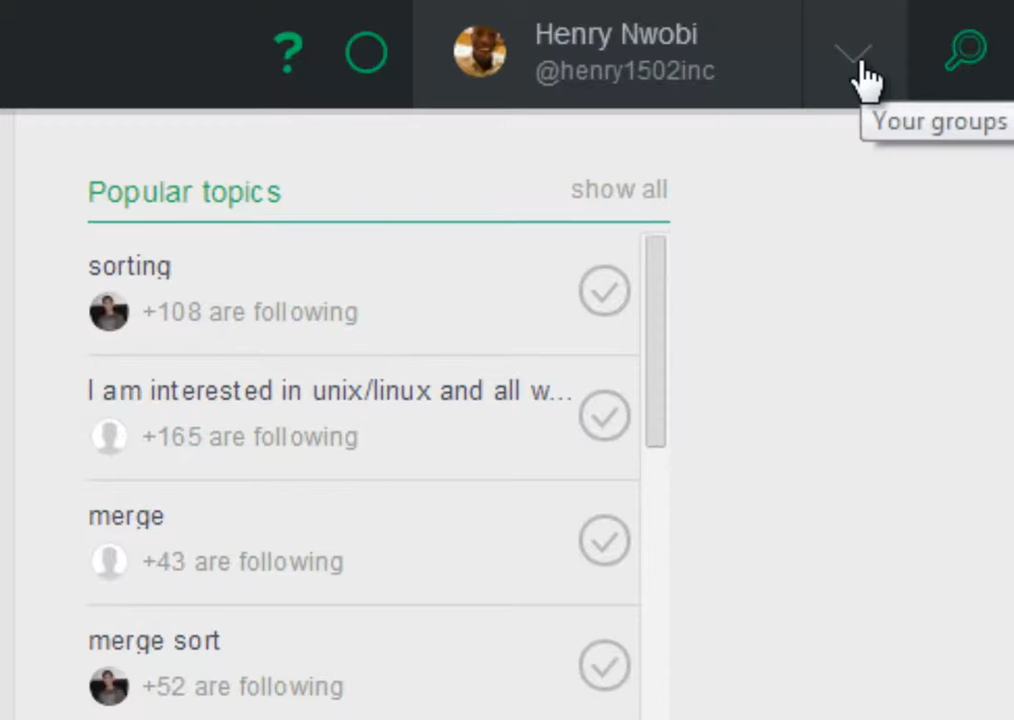 ?
Henry Nwobi
@henry1502inc
Your groups
Popular topics
show all
sorting
+108 are following
I am interested in unix/linux and all w...
+165 are following
merge
+43 are following
merge sort
+52 are following